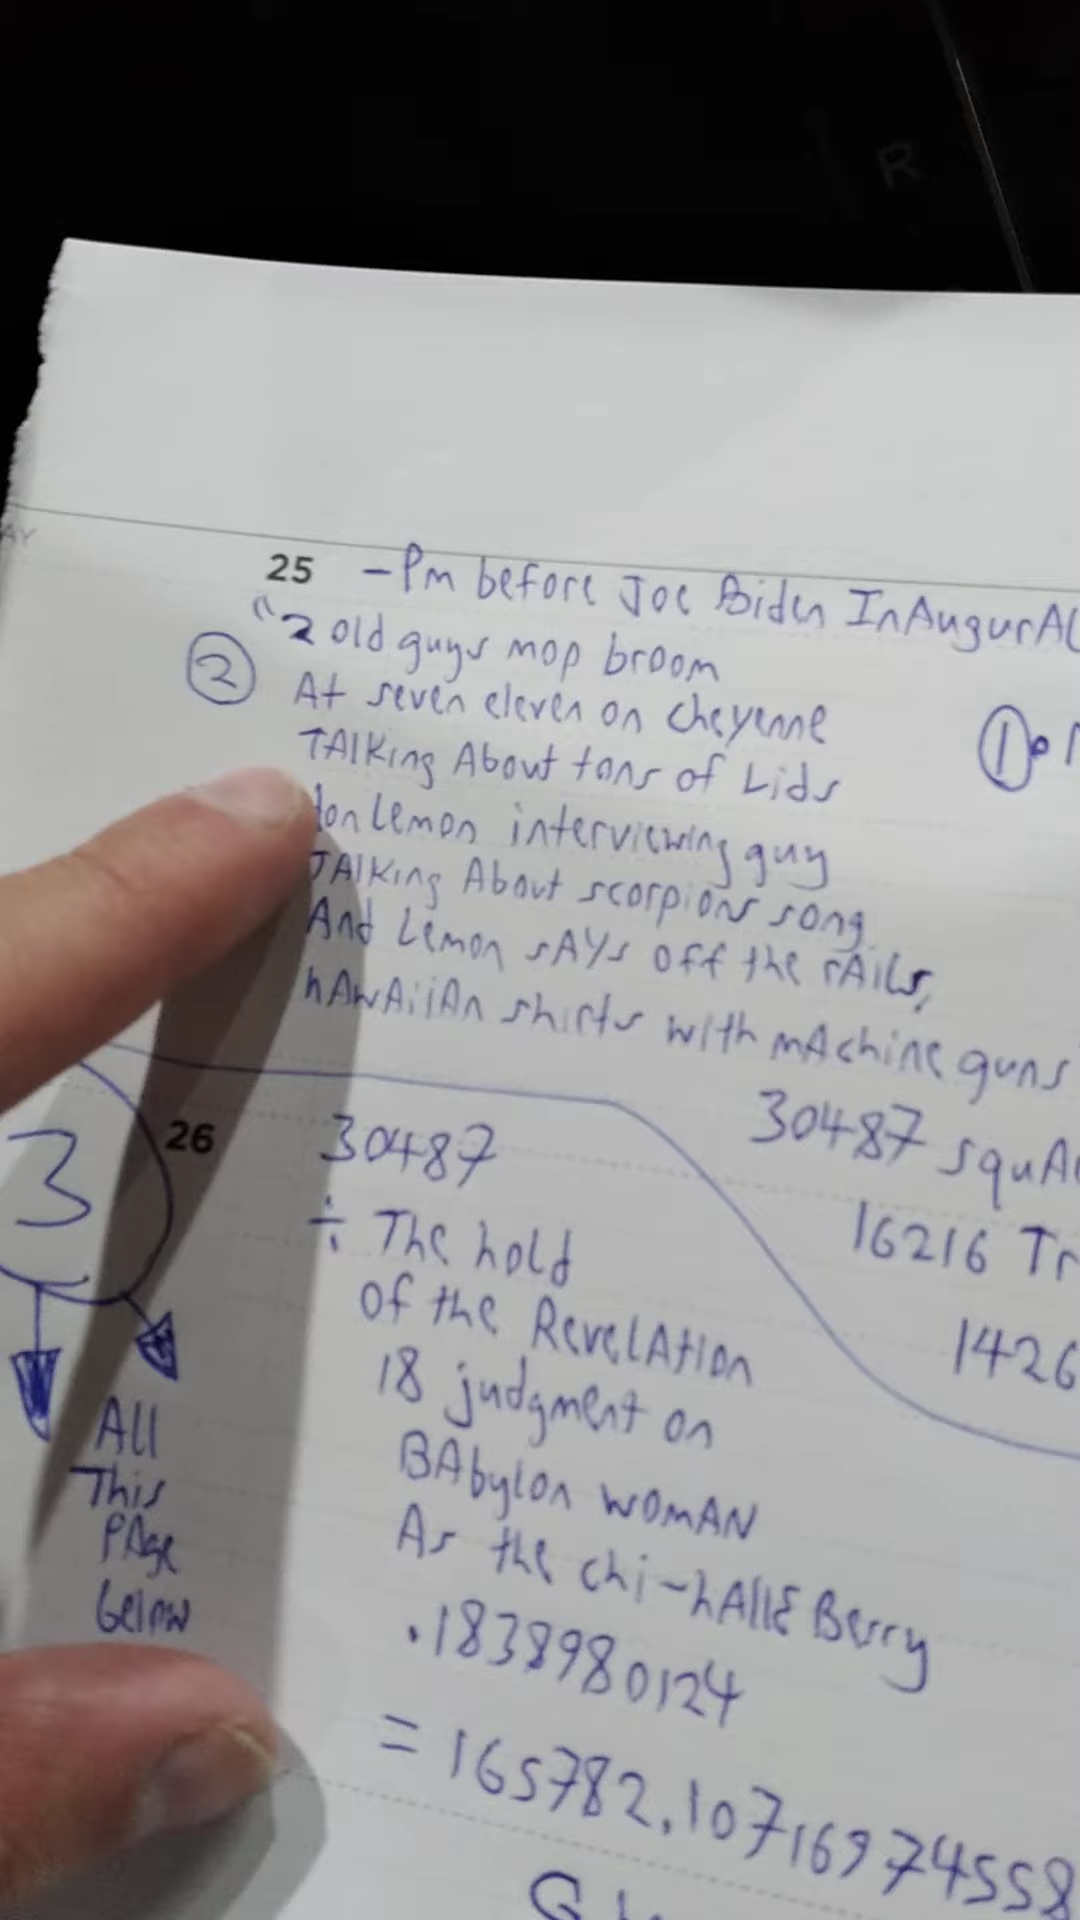 R
25 - Pm before Joe Biden InAugurAL
"2 old guys mop broom
② At seven eleven on cheyenne
TAlKing About tons of Lids
don Lemon interviewing guy
TAlKing About scorpions song
And Lemon sAys off the rAils,
hAwAiiAn shirts with mAchine guns"
①
26 30487
÷ The hold
of the RevelAtion
18 judgment on
BAbylon womAN
As the chi-hAllE Berry
.1838980124
= 165782.10716974558
30487
16216
1426
3
All
This
PAge
below